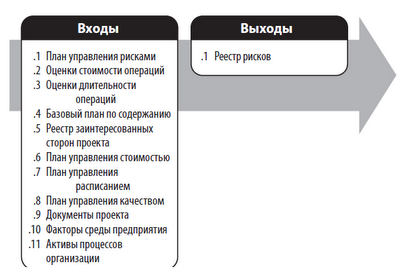 Входы
.1 План управления рисками
.2 Оценки стоимости операций
.3 Оценки длительности
операций
.4 Базовый план по содержанию
.5 Реестр заинтересованных
сторон проекта
.6 План управления стоимостью
.7 План управления
расписанием
.8 План управления качеством
.9 Документы проекта
.10 Факторы среды предприятия
.11 Активы процессов
организации
Выходы
.1 Реестр рисков